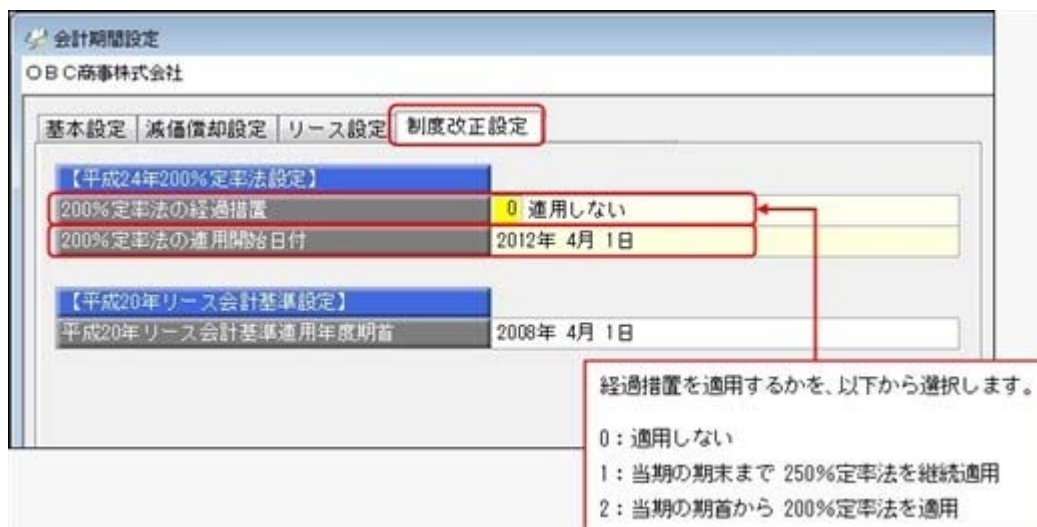 会計期間設定
OBC商事株式会社
基本設定 減価償却設定 リース設定 制度改正設定
【平成24年200%定率法設定】
200%定率法の経過措置 0 適用しない
200%定率法の適用開始日付 2012年 4月 1日
【平成20年リース会計基準設定】
平成20年リース会計基準適用年度期首 2008年 4月 1日
経過措置を適用するかを、以下から選択します。
0:適用しない
1:当期の期末まで 250%定率法を継続適用
2:当期の期首から 200%定率法を適用